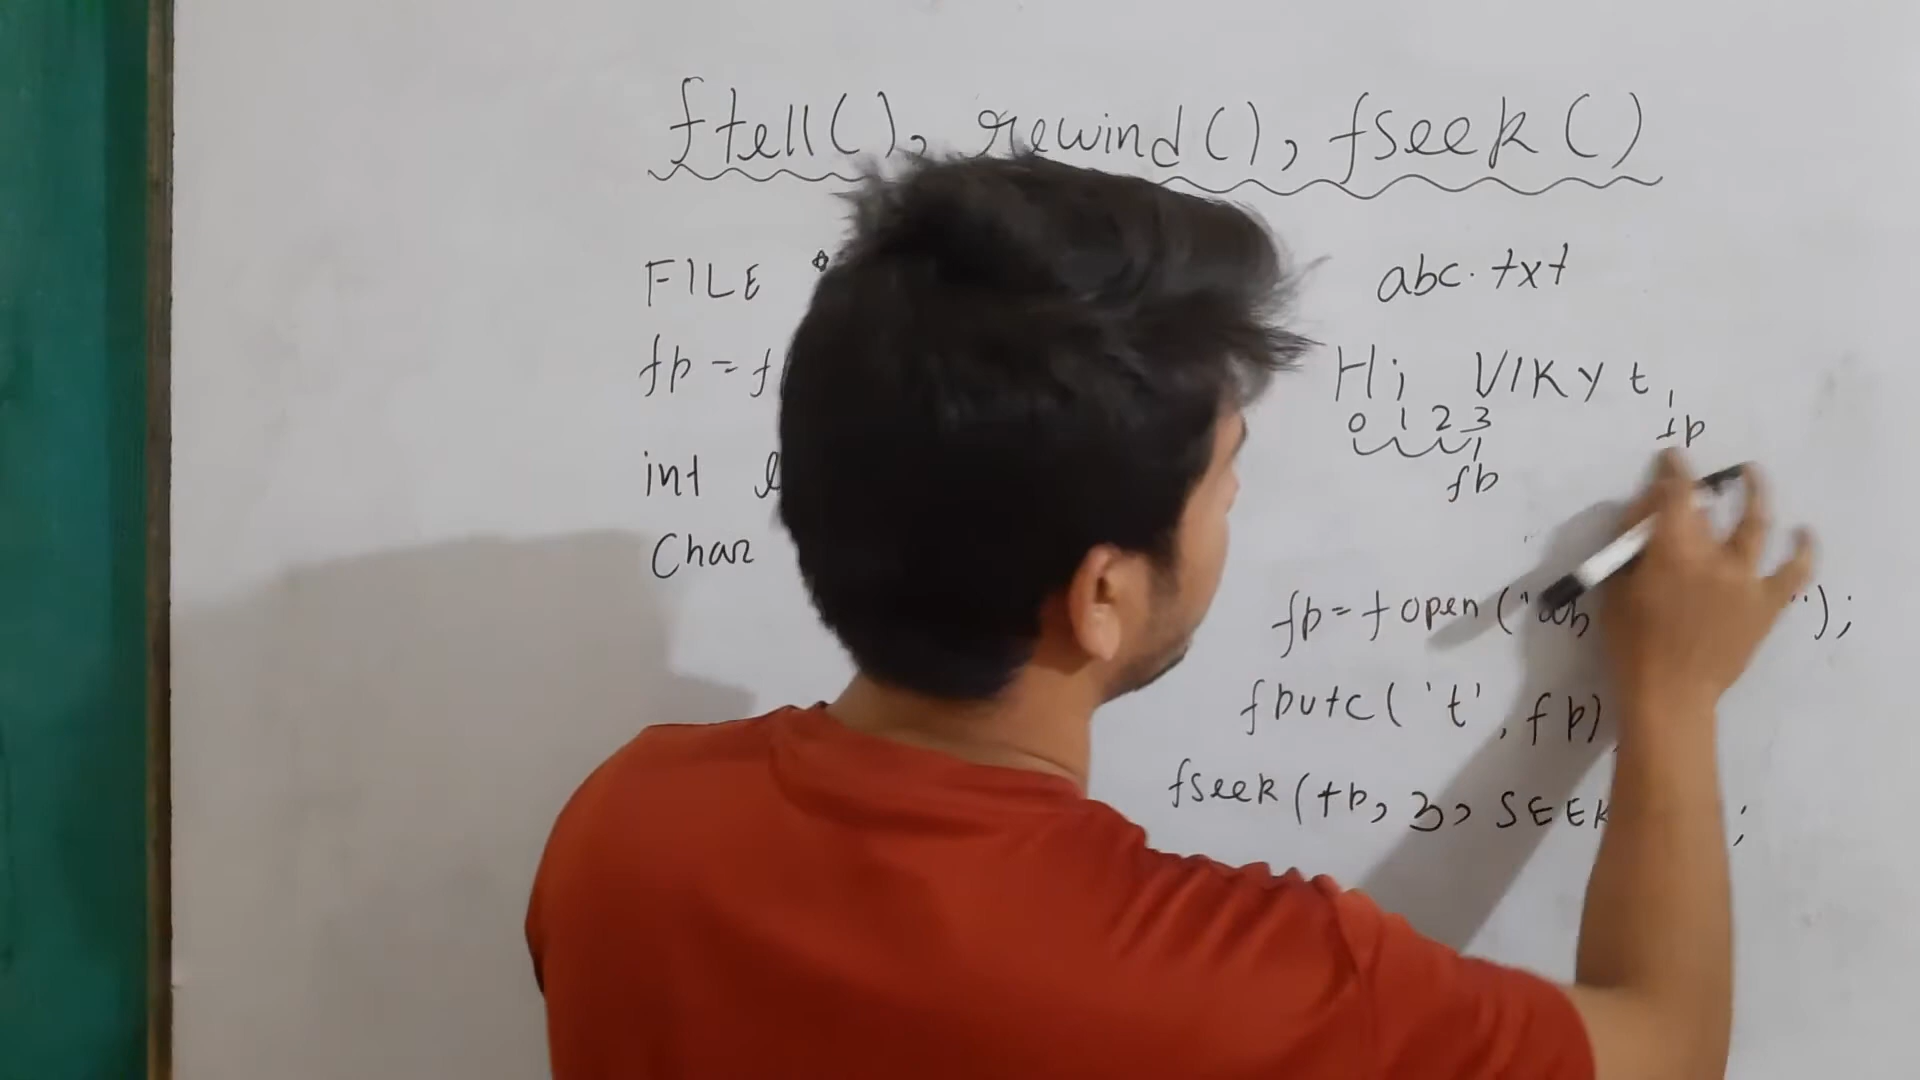 ftell(), rewind(), fseek()
FILE *
fp = f
int
Char
abc.txt
Hi VIKY t
0 1 2 3
fp
fp
fp = fopen("ab ");
fputc('t', fp)
fseek(fp, 3, SEEK ;